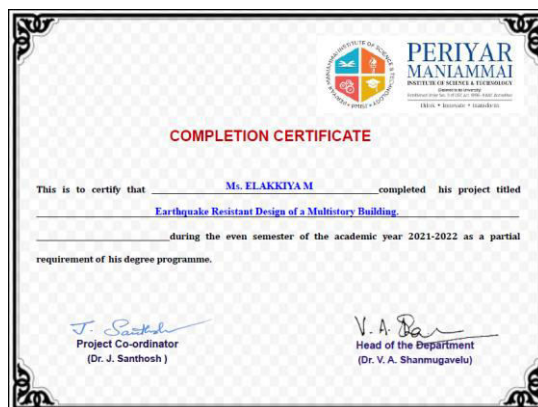 PERIYAR
MANIAMMAI
INSTITUTE OF SCIENCE & TECHNOLOGY
think • innovate • transform
COMPLETION CERTIFICATE
This is to certify that Ms. ELAKKIYA M completed his project titled
Earthquake Resistant Design of a Multistory Building.
during the even semester of the academic year 2021-2022 as a partial
requirement of his degree programme.
J. Santhosh
V. A.
Project Co-ordinator
(Dr. J. Santhosh )
Head of the Department
(Dr. V. A. Shanmugavelu)